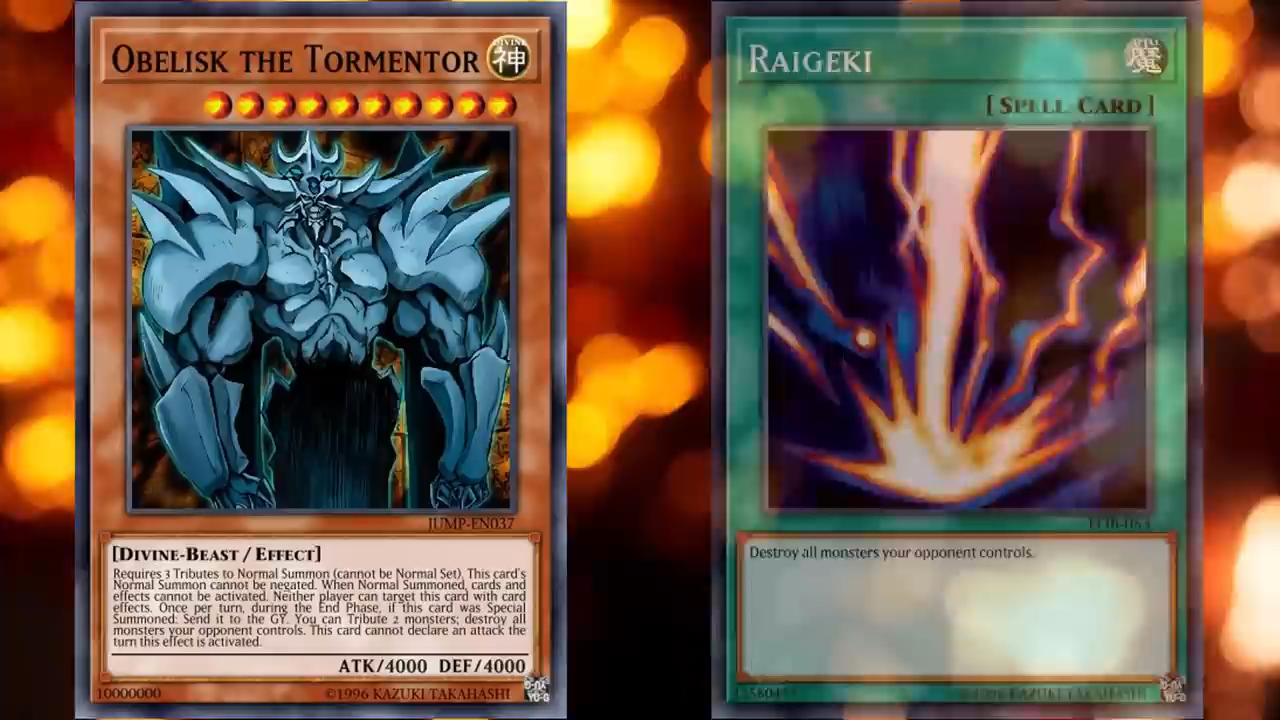 OBELISK THE TORMENTOR
DIVINE
神
JUMP-EN037
[DIVINE-BEAST / EFFECT]
Requires 3 Tributes to Normal Summon (cannot be Normal Set). This card's
Normal Summon cannot be negated. When Normal Summoned, cards and
effects cannot be activated. Neither player can target this card with card
effects. Once per turn, during the End Phase, if this card was Special
Summoned: Send it to the GY. You can Tribute 2 monsters; destroy all
monsters your opponent controls. This card cannot declare an attack the
turn this effect is activated.
ATK/4000 DEF/4000
10000000
©1996 KAZUKI TAKAHASHI
RAIGEKI
魔
[ SPELL CARD ]
Destroy all monsters your opponent controls.
1996 KAZUKI TAKAHASHI